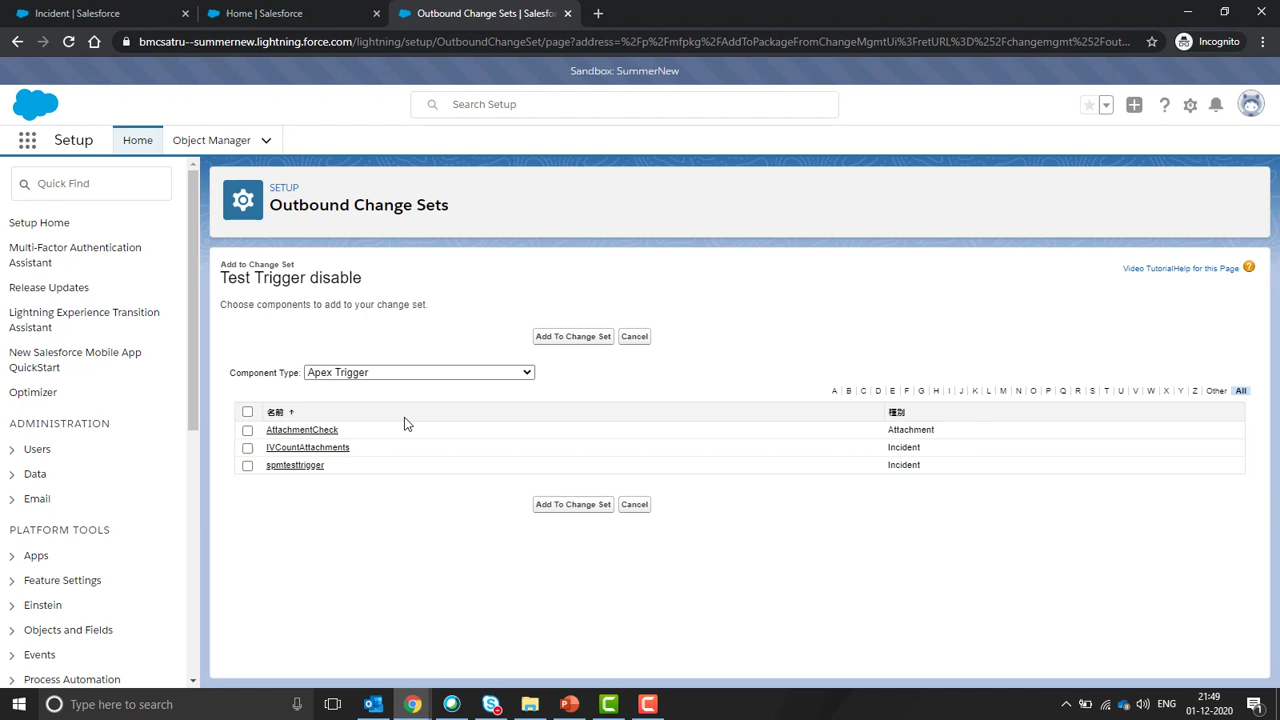 Incident | Salesforce
Home | Salesforce
Outbound Change Sets | Salesfor
bmcsatru--summernew.lightning.force.com/lightning/setup/OutboundChangeSet/page?address=%2Fp%2Fmfpkg%2FAddToPackageFromChangeMgmtUi%3FretURL%3D%252Fchangemgmt%252Fout...
Incognito
Sandbox: SummerNew
Search Setup
Setup
Home
Object Manager
Quick Find
Setup Home
Multi-Factor Authentication
Assistant
Release Updates
Lightning Experience Transition
Assistant
New Salesforce Mobile App
QuickStart
Optimizer
ADMINISTRATION
Users
Data
Email
PLATFORM TOOLS
Apps
Feature Settings
Einstein
Objects and Fields
Events
Process Automation
SETUP
Outbound Change Sets
Add to Change Set
Test Trigger disable
Video Tutorial Help for this Page
Choose components to add to your change set.
Add To Change Set Cancel
Component Type: Apex Trigger
A B C D E F G H I J K L M N O P Q R S T U V W X Y Z Other All
名前 種別
AttachmentCheck Attachment
IVCountAttachments Incident
spmtesttrigger Incident
Add To Change Set Cancel
Type here to search
ENG
21:49
01-12-2020